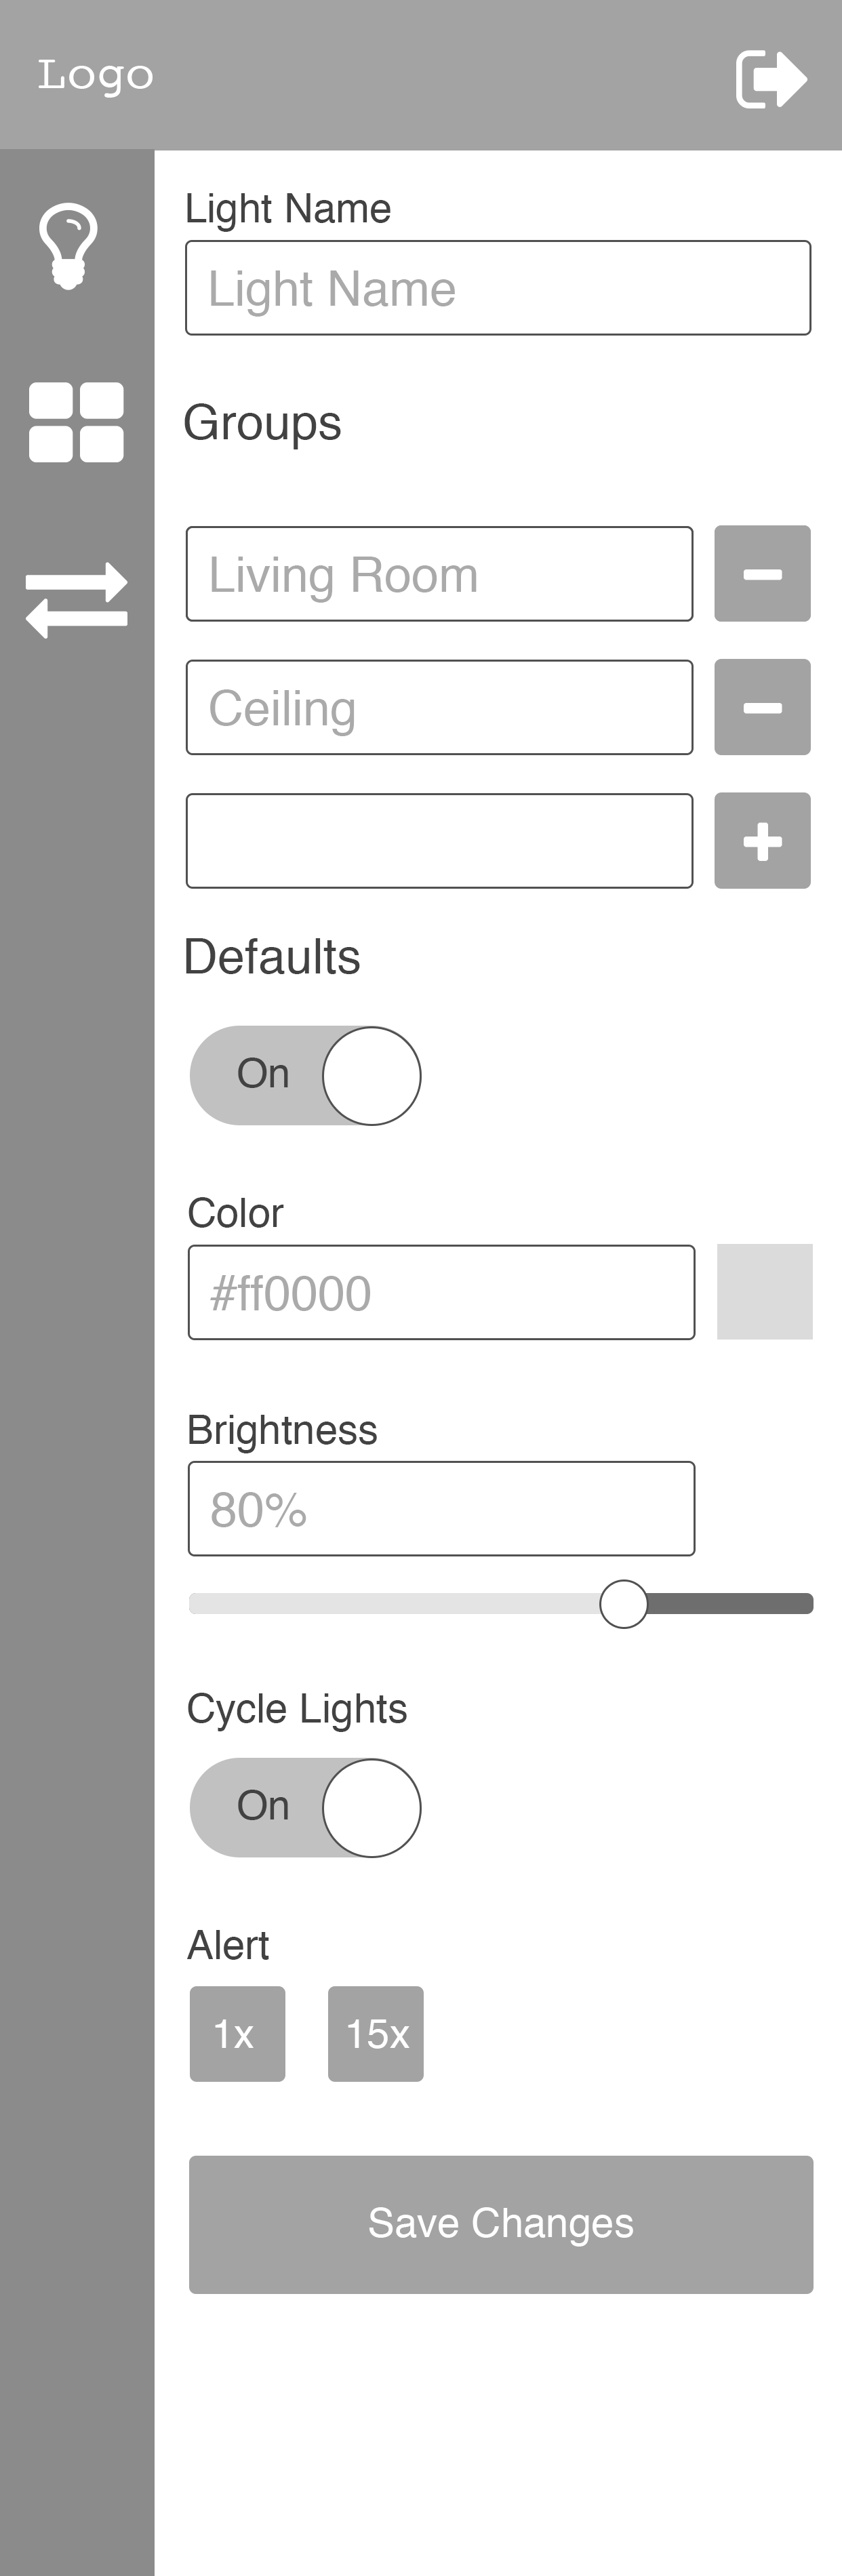 Logo
Light Name
Light Name
Groups
Living Room
Ceiling
Defaults
On
Color
#ff0000
Brightness
80%
Cycle Lights
On
Alert
1x 15x
Save Changes